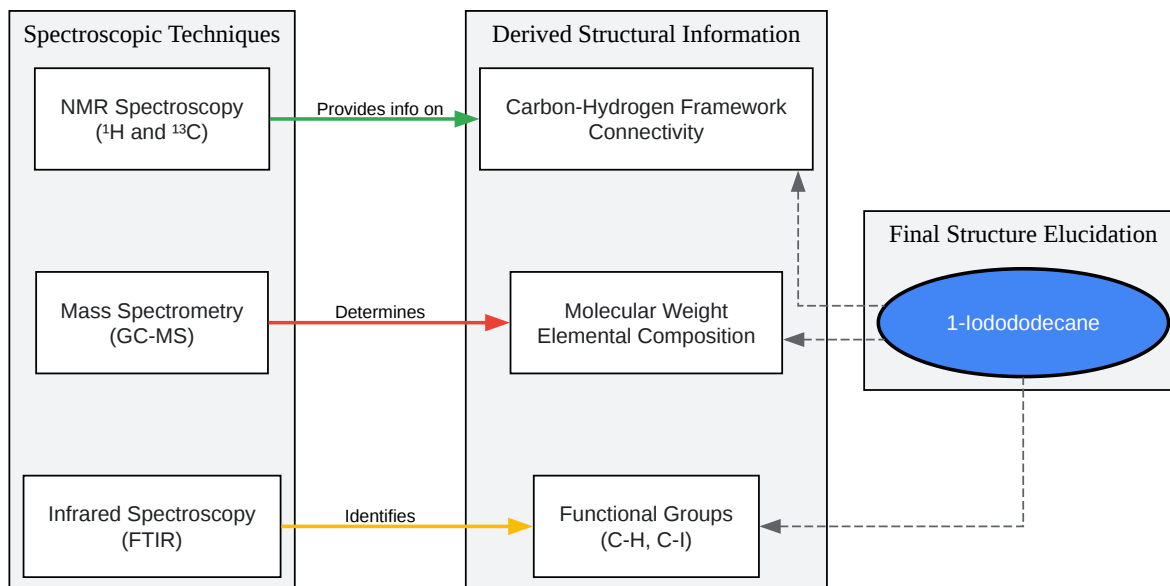 Spectroscopic Techniques
Derived Structural Information
NMR Spectroscopy
(¹H and ¹³C)
Provides info on
Carbon-Hydrogen Framework
Connectivity
Final Structure Elucidation
Mass Spectrometry
(GC-MS)
Determines
Molecular Weight
Elemental Composition
1-Iodododecane
Infrared Spectroscopy
(FTIR)
Identifies
Functional Groups
(C-H, C-I)